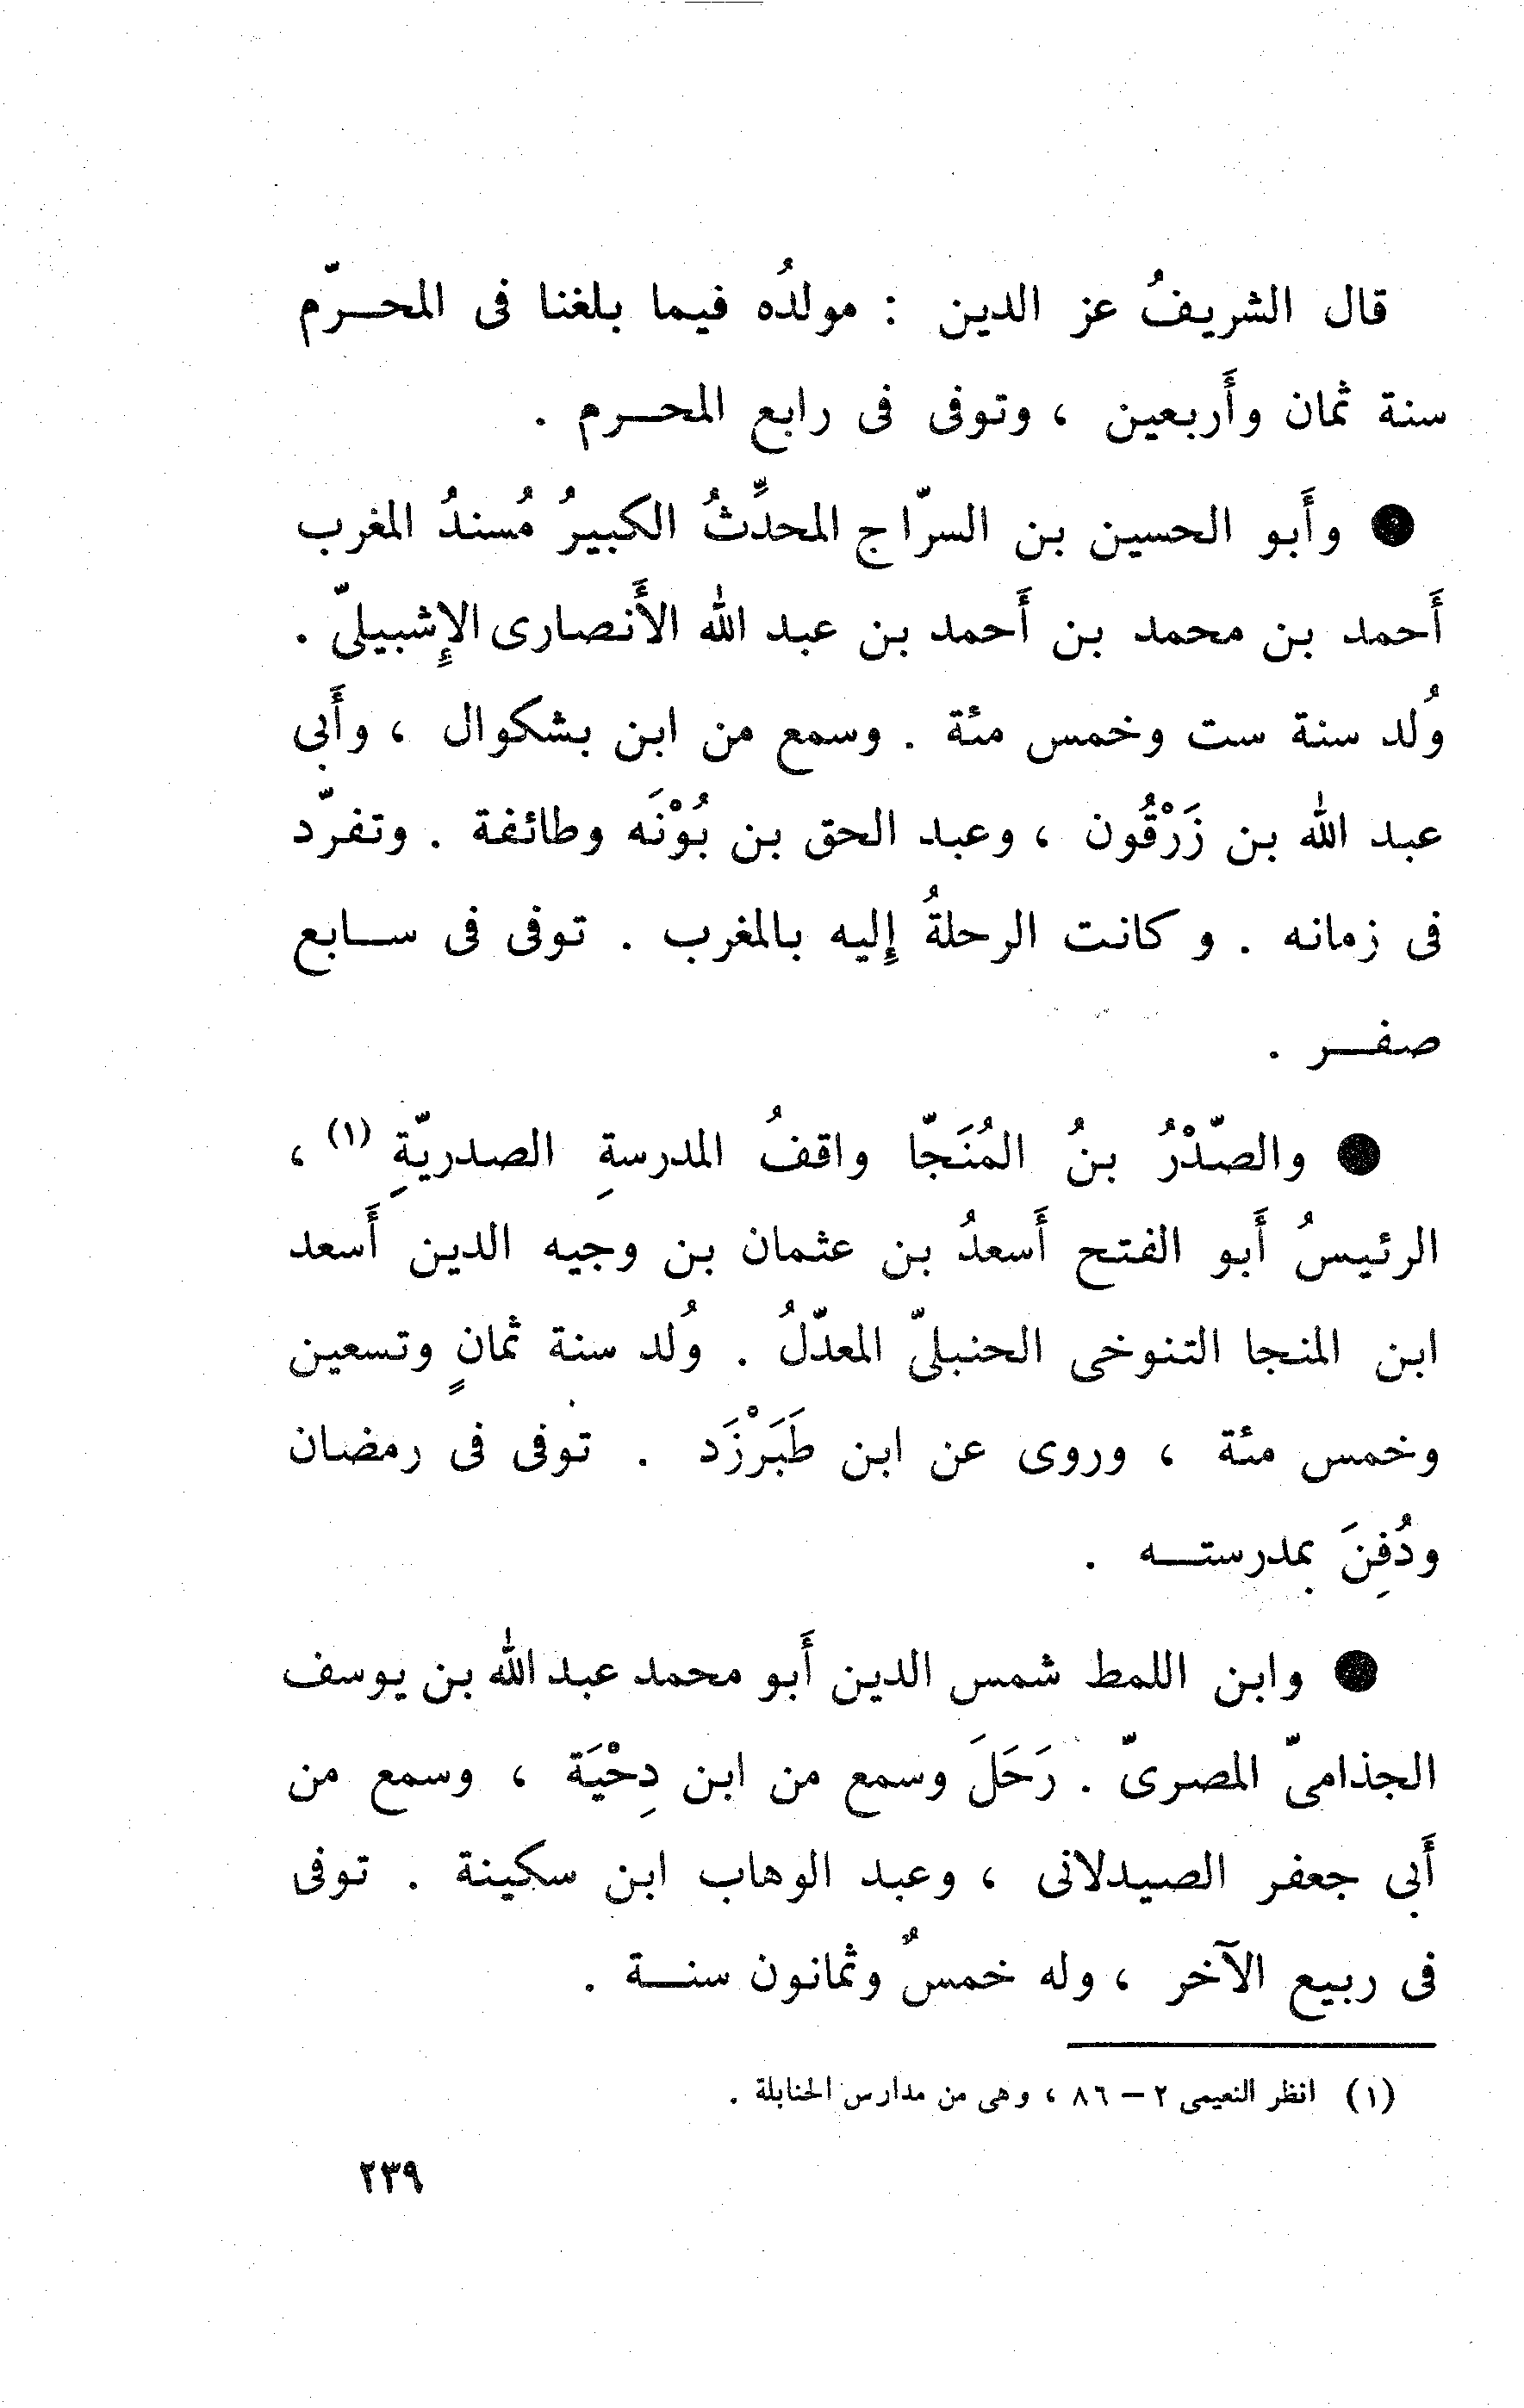 قال الشريفُ عز الدين : مولدُه فيما بلغنا فى المحــرّم
سنة ثمان وأَربعين ، وتوفى فى رابع المحــرم .
● وأَبو الحسين بن السرّاج المحدِّثُ الكبيرُ مُسندُ المغرب
أَحمد بن محمد بن أَحمد بن عبد الله الأَنصارى الإِشبيلىّ .
وُلد سنة ست وخمس مئة . وسمع من ابن بشكوال ، وأَبى
عبد الله بن زَرْقُون ، وعبد الحق بن بُوْنَه وطائفة . وتفرّد
فى زمانه . وكانت الرحلةُ إِليه بالمغرب . توفى فى ســابع
صفــر .
● والصّدْرُ بنُ المُنَجّا واقفُ المدرسةِ الصدريّةِ (١) ،
الرئيسُ أَبو الفتح أَسعدُ بن عثمان بن وجيه الدين أَسعد
ابن المنجا التنوخى الحنبلىّ المعدّلُ . وُلد سنة ثمانٍ وتسعين
وخمس مئة ، وروى عن ابن طَبَرْزَد . توفى فى رمضان
ودُفِنَ بمدرستــه .
● وابن اللمط شمس الدين أَبو محمد عبد الله بن يوسف
الجذامىّ المصرىّ . رَحَلَ وسمع من ابن دِحْيَة ، وسمع من
أَبى جعفر الصيدلانى ، وعبد الوهاب ابن سكينة . توفى
فى ربيع الآخر ، وله خمسٌ وثمانون سنــة .
(١) انظر النعيمى ٢ – ٨٦ ، وهى من مدارس الحنابلة .
٢٣٩